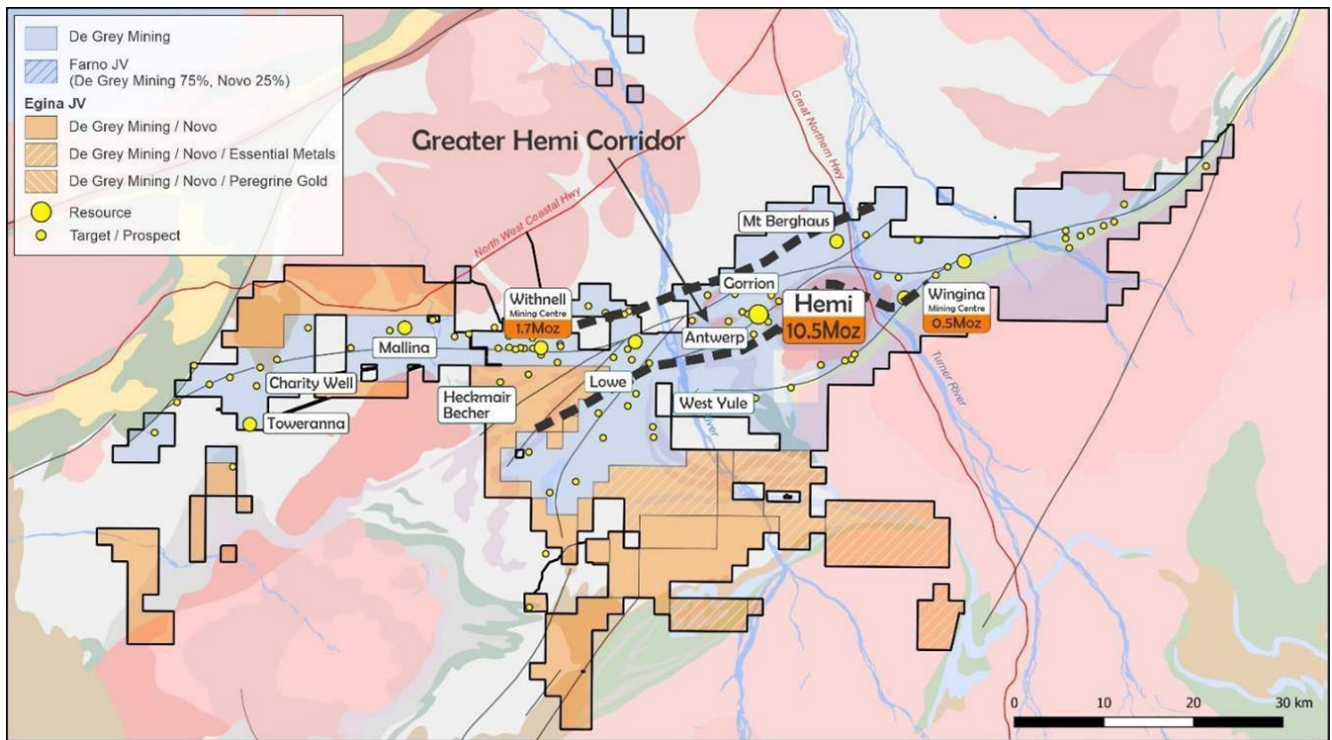 De Grey Mining
Farno JV
(De Grey Mining 75%, Novo 25%)
Egina JV
De Grey Mining / Novo
De Grey Mining / Novo / Essential Metals
De Grey Mining / Novo / Peregrine Gold
Resource
Target / Prospect
Greater Hemi Corridor
Great Northern Hwy
North West Coastal Hwy
Mt Berghaus
Gorrion
Withnell
Mining Centre
1.7Moz
Hemi
10.5Moz
Wingina
Mining Centre
0.5Moz
Antwerp
Mallina
Charity Well
Toweranna
Heckmair
Becher
Lowe
West Yule
Turner River
River
0 10 20 30 km